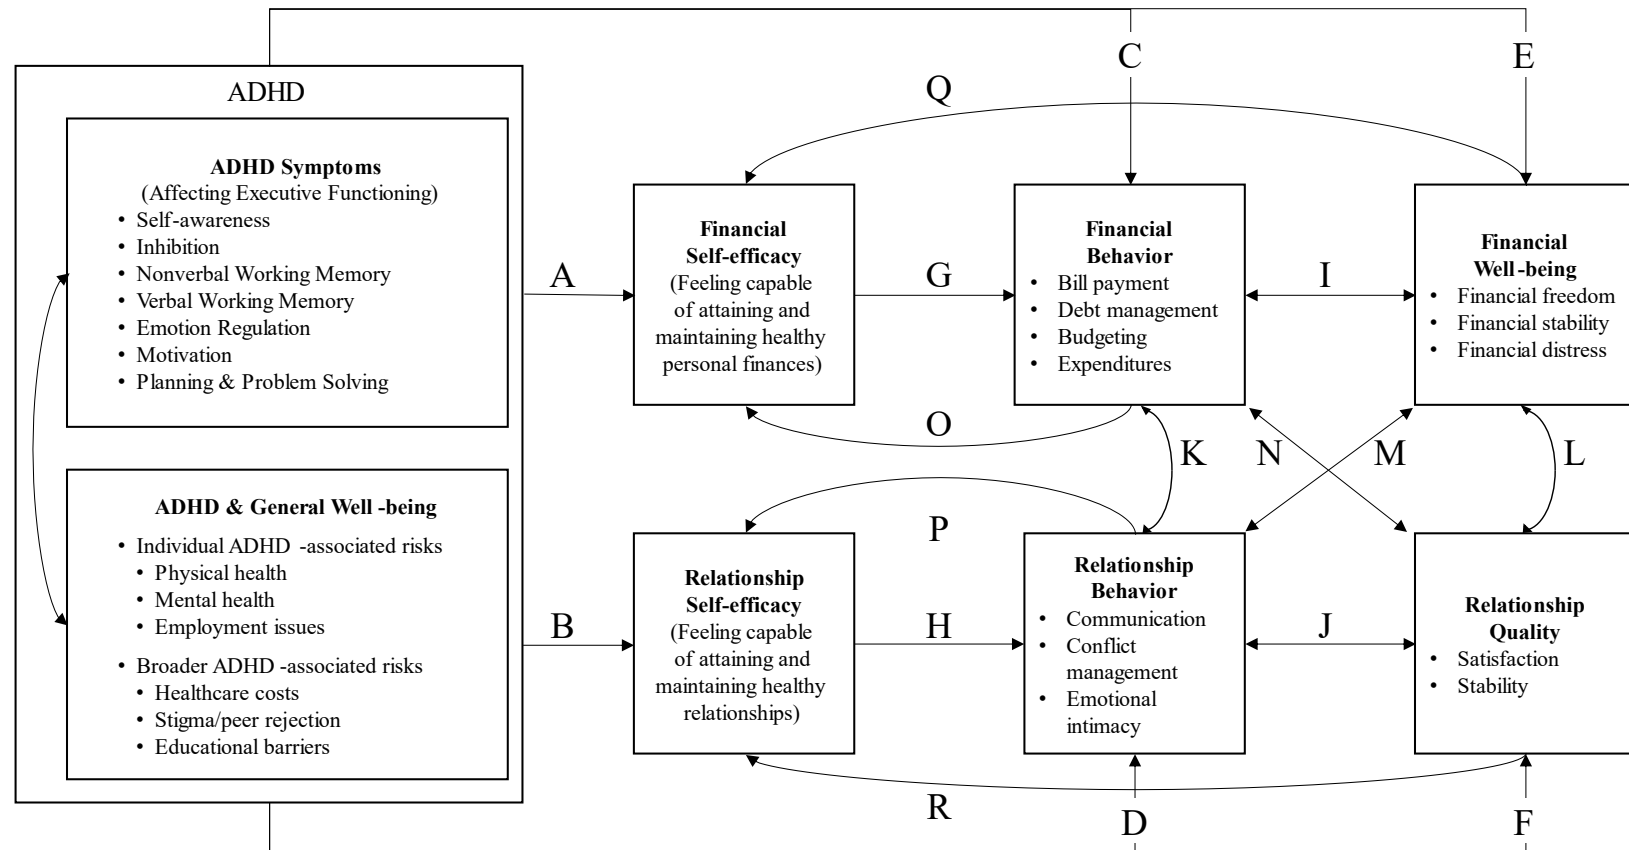 C
E
ADHD
Q
ADHD Symptoms
(Affecting Executive Functioning)
• Self-awareness
• Inhibition
• Nonverbal Working Memory
• Verbal Working Memory
• Emotion Regulation
• Motivation
• Planning & Problem Solving
A
Financial
Self-efficacy
(Feeling capable
of attaining and
maintaining healthy
personal finances)
G
Financial
Behavior
• Bill payment
• Debt management
• Budgeting
• Expenditures
I
Financial
Well-being
• Financial freedom
• Financial stability
• Financial distress
O
K
N
M
L
ADHD & General Well-being
• Individual ADHD-associated risks
• Physical health
• Mental health
• Employment issues
• Broader ADHD-associated risks
• Healthcare costs
• Stigma/peer rejection
• Educational barriers
B
P
Relationship
Self-efficacy
(Feeling capable
of attaining and
maintaining healthy
relationships)
H
Relationship
Behavior
• Communication
• Conflict
management
• Emotional
intimacy
J
Relationship
Quality
• Satisfaction
• Stability
R
D
F